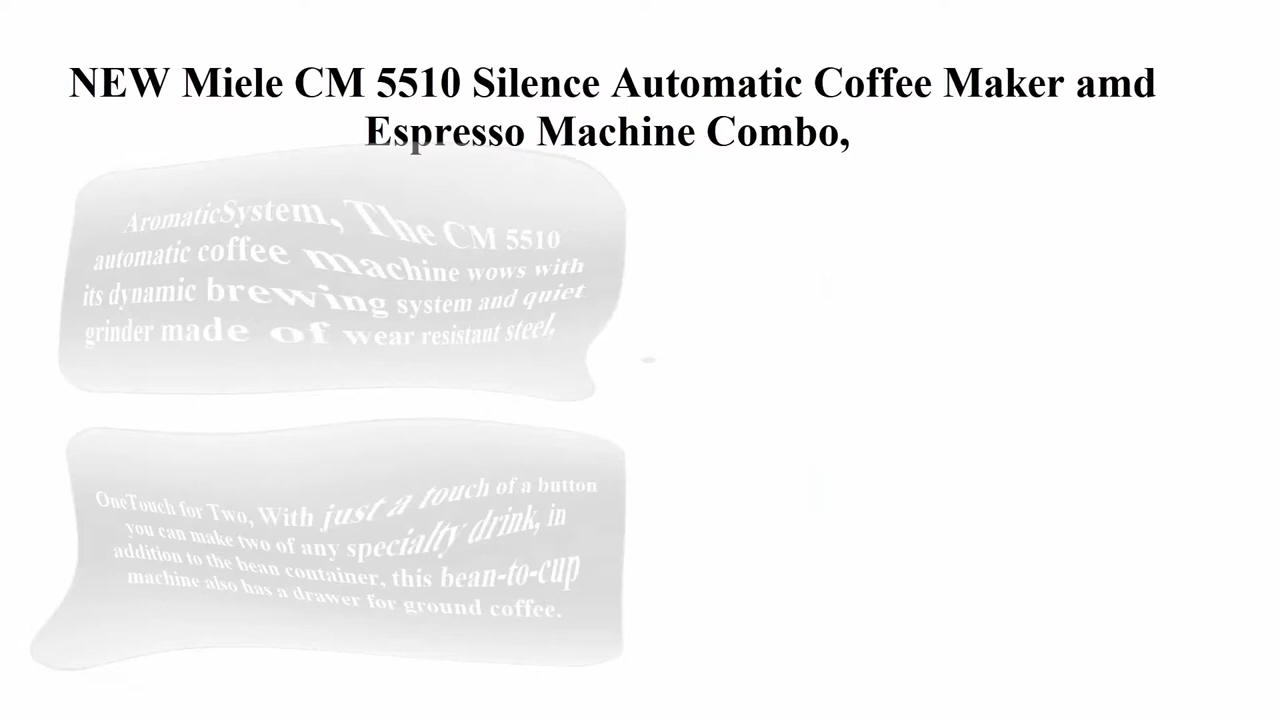 NEW Miele CM 5510 Silence Automatic Coffee Maker amd
Espresso Machine Combo,
AromaticSystem, The CM 5510
automatic coffee machine wows with
its dynamic brewing system and quiet
grinder made of wear resistant steel,
OneTouch for Two, With just a touch of a button
you can make two of any specialty drink, in
addition to the bean container, this bean-to-cup
machine also has a drawer for ground coffee.